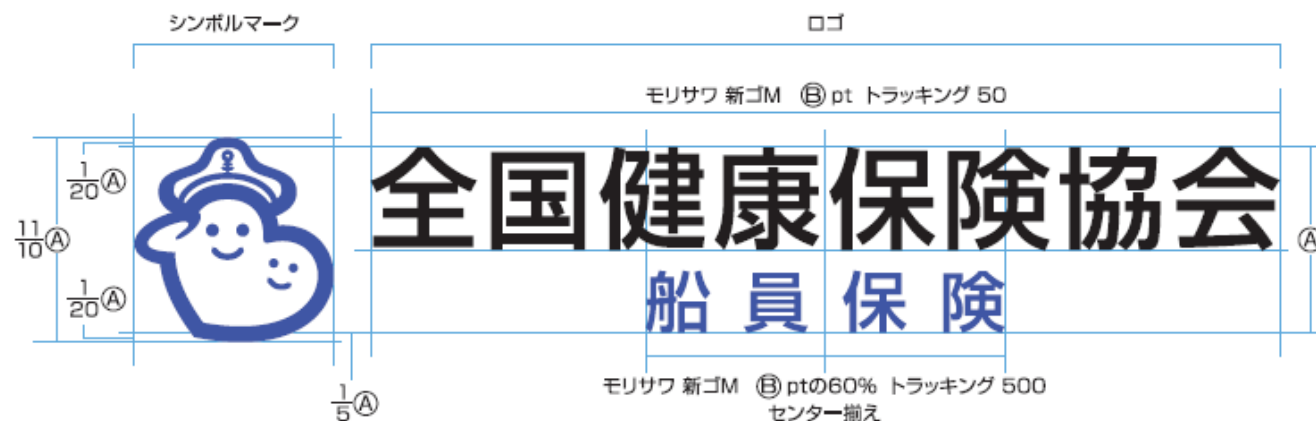 シンボルマーク
ロゴ
モリサワ 新ゴM Ⓑ pt トラッキング 50
1/20Ⓐ
11/10Ⓐ
1/20Ⓐ
1/5Ⓐ
全国健康保険協会
Ⓐ
船員保険
モリサワ 新ゴM Ⓑ ptの60% トラッキング 500
センター揃え